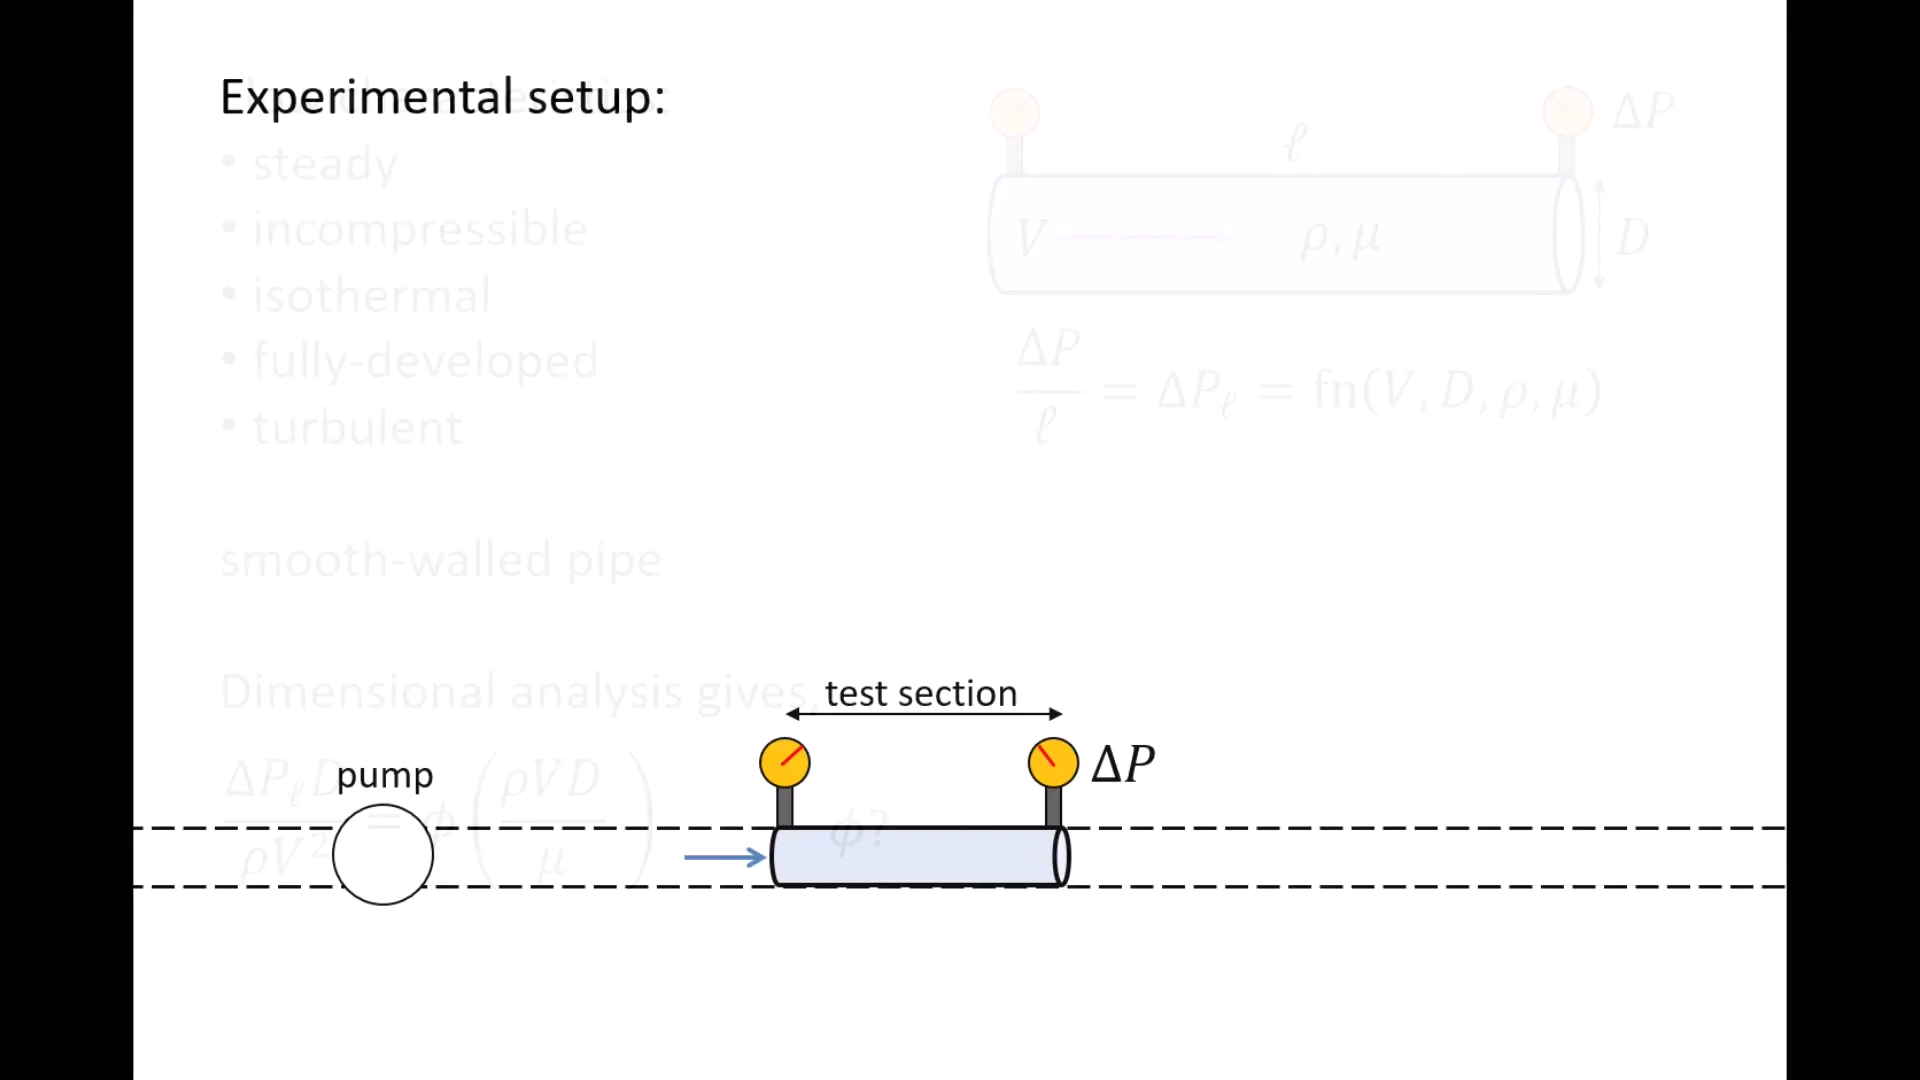 Experimental setup:
• steady
• incompressible
• isothermal
• fully-developed
• turbulent
smooth-walled pipe
Dimensional analysis gives,
ΔP_ℓ D / ρV² = ϕ(ρVD / μ)
ϕ?
ΔP
ℓ
V
ρ, μ
D
ΔP / ℓ = ΔP_ℓ = fn(V, D, ρ, μ)
test section
pump
ΔP